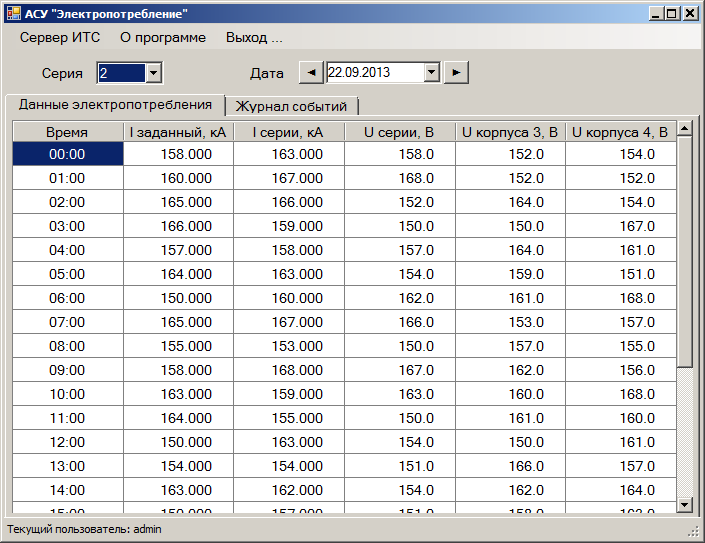 АСУ "Электропотребление"
Сервер ИТС О программе Выход ...
Серия 2 Дата 22.09.2013
Данные электропотребления Журнал событий
Время I заданный, кА I серии, кА U серии, В U корпуса 3, В U корпуса 4, В
00:00 158.000 163.000 158.0 152.0 154.0
01:00 160.000 167.000 168.0 152.0 152.0
02:00 165.000 166.000 152.0 164.0 154.0
03:00 166.000 159.000 150.0 150.0 167.0
04:00 157.000 158.000 157.0 164.0 161.0
05:00 164.000 163.000 154.0 159.0 151.0
06:00 150.000 160.000 162.0 161.0 168.0
07:00 165.000 167.000 166.0 153.0 157.0
08:00 155.000 153.000 150.0 157.0 155.0
09:00 158.000 168.000 167.0 162.0 156.0
10:00 163.000 159.000 163.0 160.0 168.0
11:00 164.000 155.000 150.0 161.0 160.0
12:00 150.000 163.000 154.0 150.0 161.0
13:00 154.000 154.000 151.0 166.0 157.0
14:00 163.000 162.000 154.0 162.0 164.0
Текущий пользователь: admin